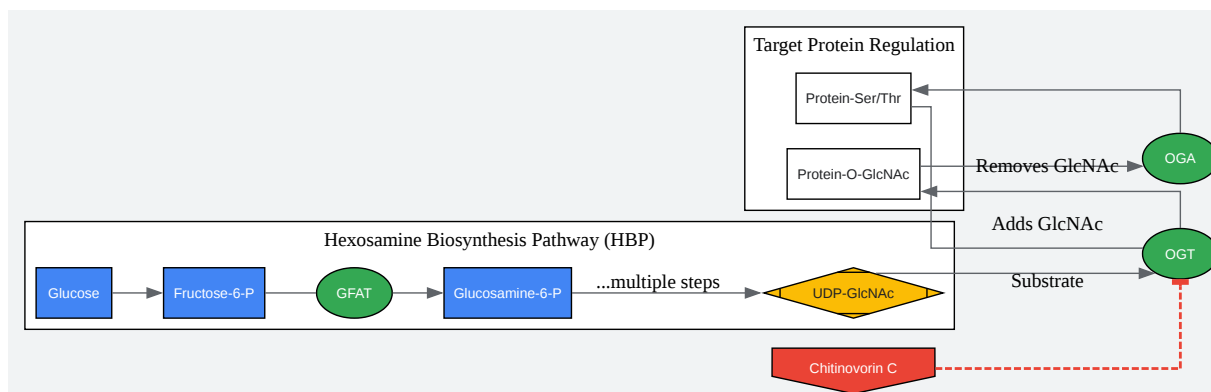 Target Protein Regulation
Protein-Ser/Thr
Protein-O-GlcNAc
Removes GlcNAc
OGA
Adds GlcNAc
OGT
Hexosamine Biosynthesis Pathway (HBP)
Glucose
Fructose-6-P
GFAT
Glucosamine-6-P
...multiple steps
UDP-GlcNAc
Substrate
Chitinovorin C